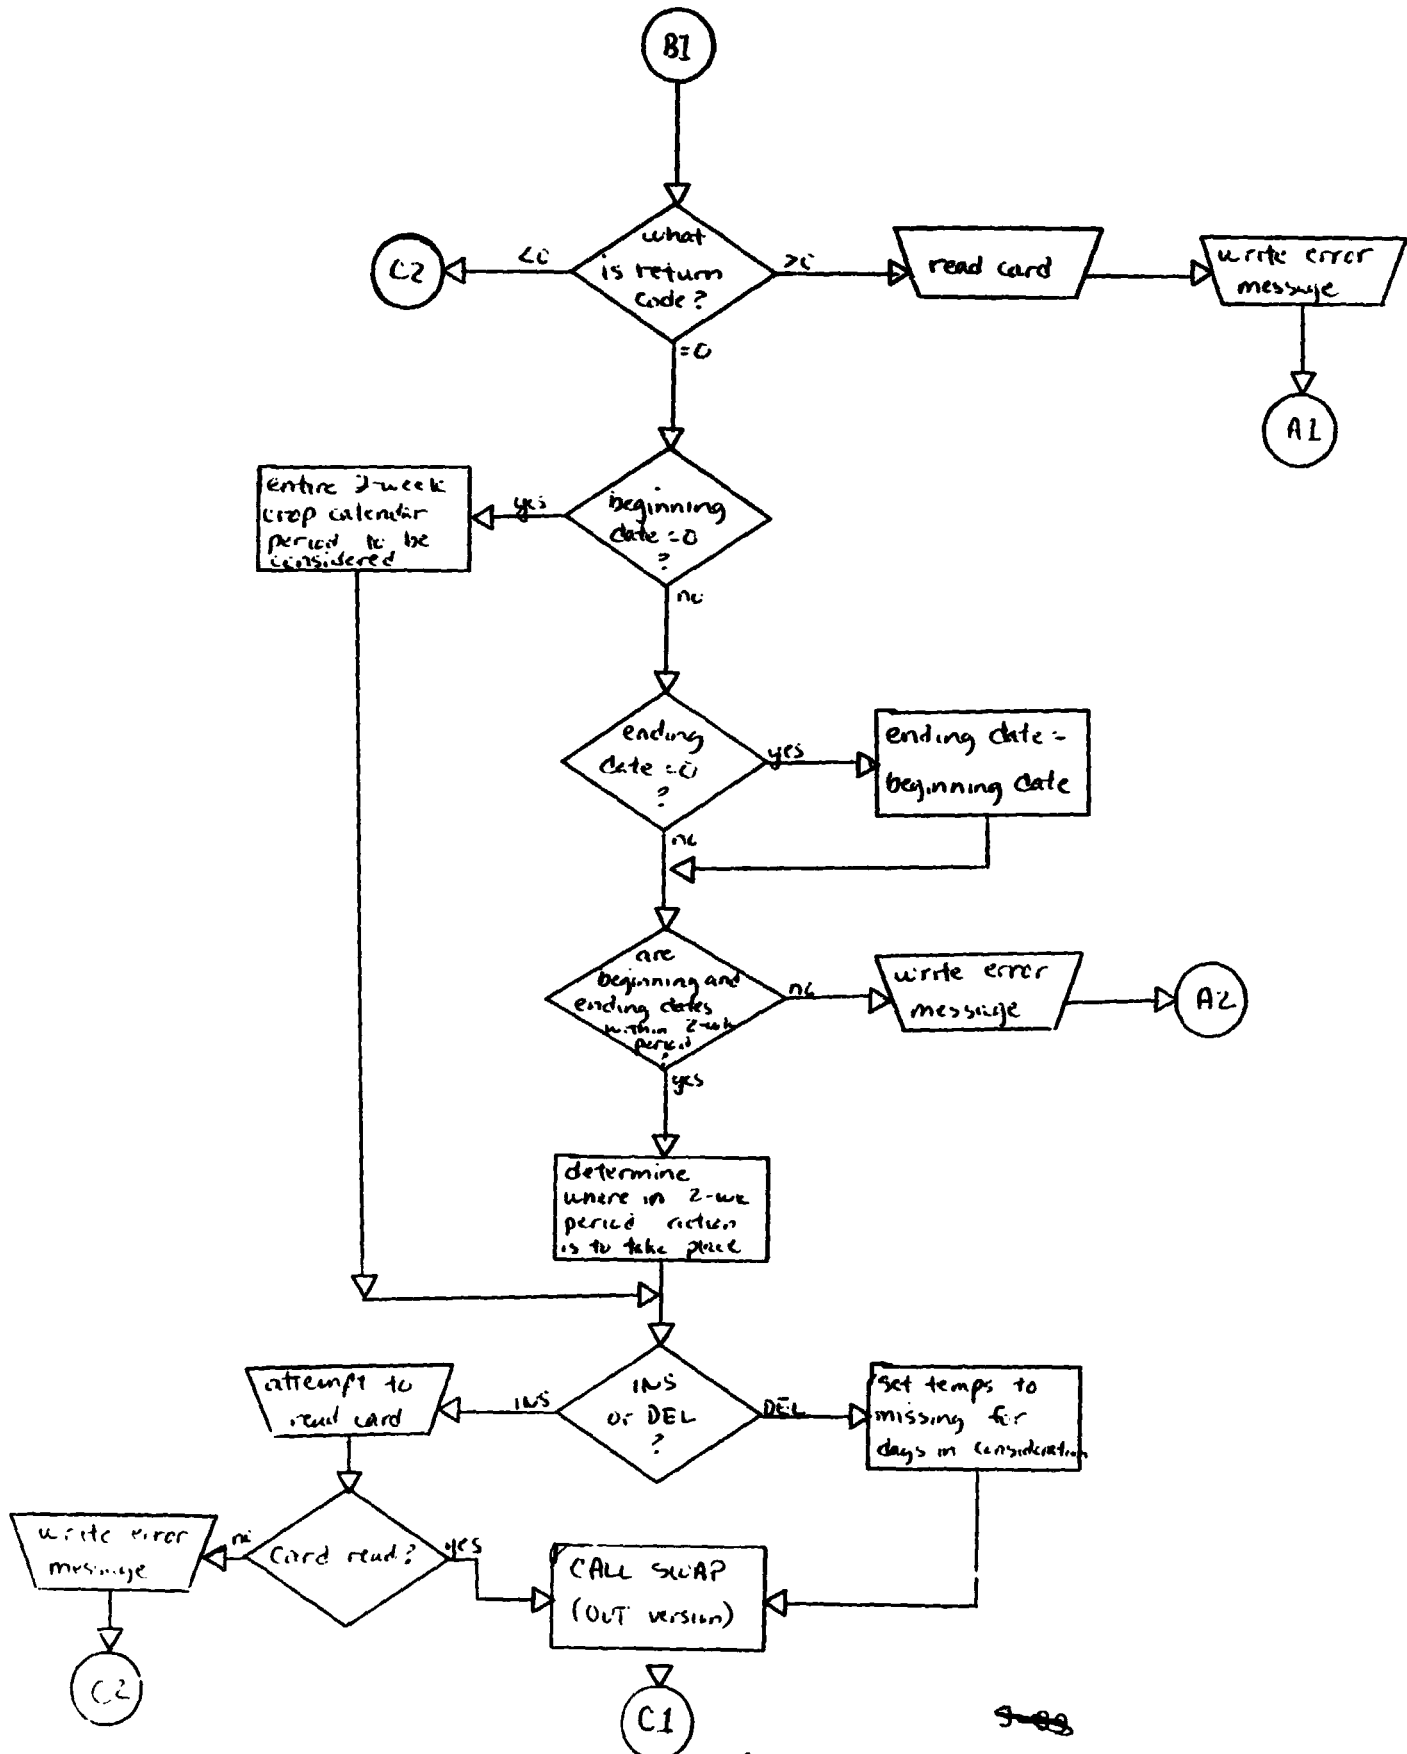 B1
what
is return
code?
<0
>0
=0
C2
read card
write error
message
A1
beginning
date=0
?
yes
no
entire 2-week
crop calendar
period to be
considered
ending
date=0
?
yes
no
ending date=
beginning date
are
beginning and
ending dates
within 2-wk
period
?
no
yes
write error
message
A2
determine
where in 2-wk
period action
is to take place
INS
or DEL
?
INS
DEL
attempt to
read card
set temps to
missing for
days in consideration
Card read?
no
yes
write error
message
C2
CALL SWAP
(OUT version)
C1